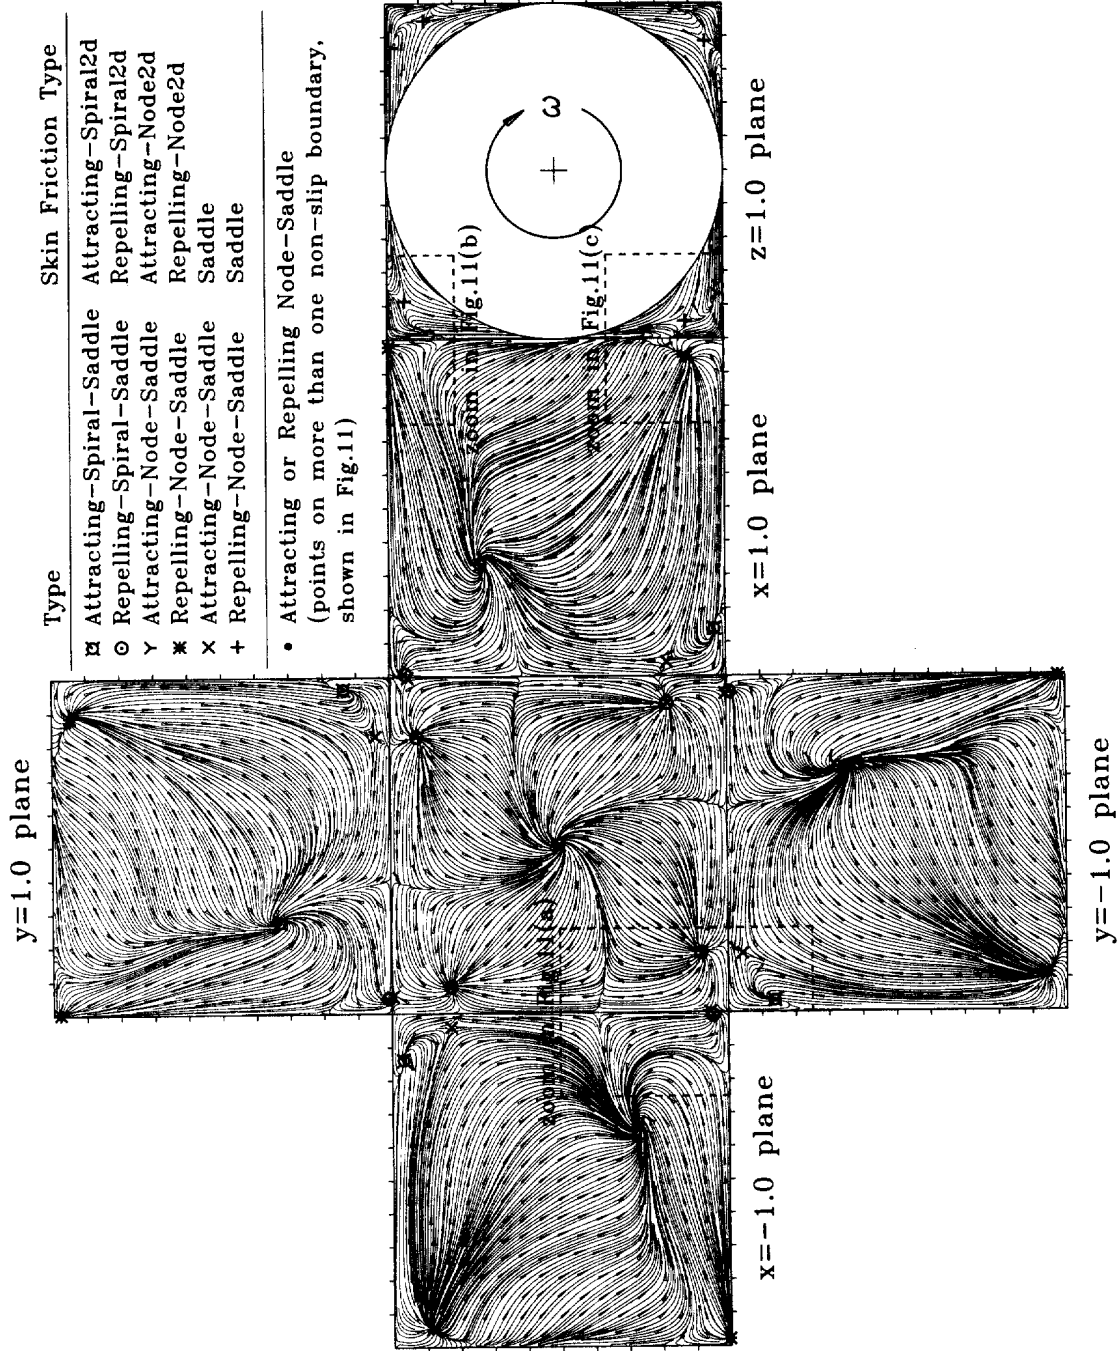 Type Skin Friction Type
Attracting-Spiral-Saddle Attracting-Spiral2d
Repelling-Spiral-Saddle Repelling-Spiral2d
Attracting-Node-Saddle Attracting-Node2d
Repelling-Node-Saddle Repelling-Node2d
Attracting-Node-Saddle Saddle
Repelling-Node-Saddle Saddle
• Attracting or Repelling Node-Saddle
(points on more than one non-slip boundary,
shown in Fig.11)
y=1.0 plane
x=-1.0 plane
zoom in Fig.11(a)
y=-1.0 plane
x=1.0 plane
zoom in Fig.11(b)
zoom in Fig.11(c)
z=1.0 plane
ω